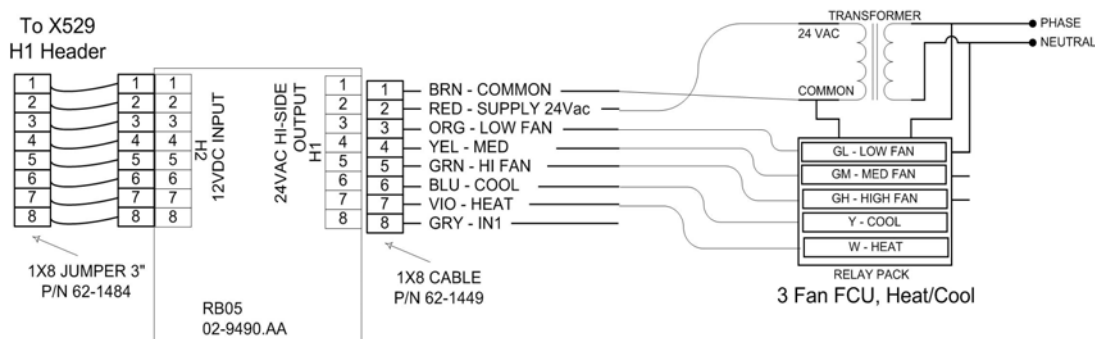 To X529
H1 Header
1 1 1
2 2 2
3 3 3
4 4 4
5 5 5
6 6 6
7 7 7
8 8 8
H2
12VDC INPUT
24VAC HI-SIDE
OUTPUT
H1
1 1 BRN - COMMON
2 2 RED - SUPPLY 24Vac
3 3 ORG - LOW FAN
4 4 YEL - MED
5 5 GRN - HI FAN
6 6 BLU - COOL
7 7 VIO - HEAT
8 8 GRY - IN1
1X8 JUMPER 3"
P/N 62-1484
RB05
02-9490.AA
1X8 CABLE
P/N 62-1449
TRANSFORMER
24 VAC
COMMON
PHASE
NEUTRAL
GL - LOW FAN
GM - MED FAN
GH - HIGH FAN
Y - COOL
W - HEAT
RELAY PACK
3 Fan FCU, Heat/Cool